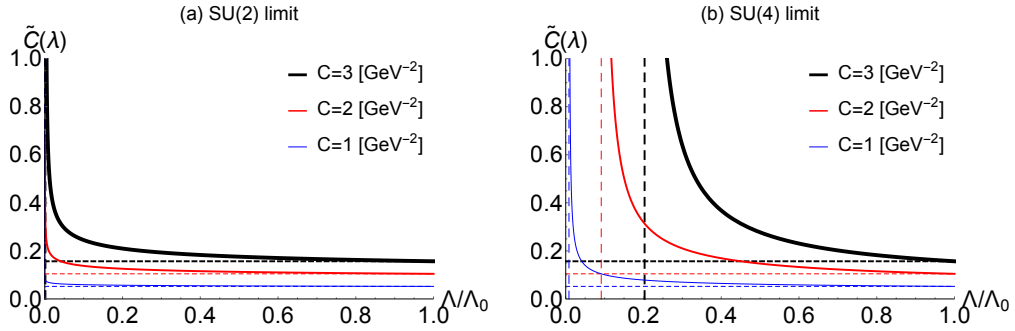 (a) SU(2) limit
C̃(λ)
1.0
0.8
0.6
0.4
0.2
0.0
0.0 0.2 0.4 0.6 0.8 1.0
Λ/Λ₀
C=3 [GeV⁻²]
C=2 [GeV⁻²]
C=1 [GeV⁻²]
(b) SU(4) limit
C̃(λ)
1.0
0.8
0.6
0.4
0.2
0.0
0.0 0.2 0.4 0.6 0.8 1.0
Λ/Λ₀
C=3 [GeV⁻²]
C=2 [GeV⁻²]
C=1 [GeV⁻²]